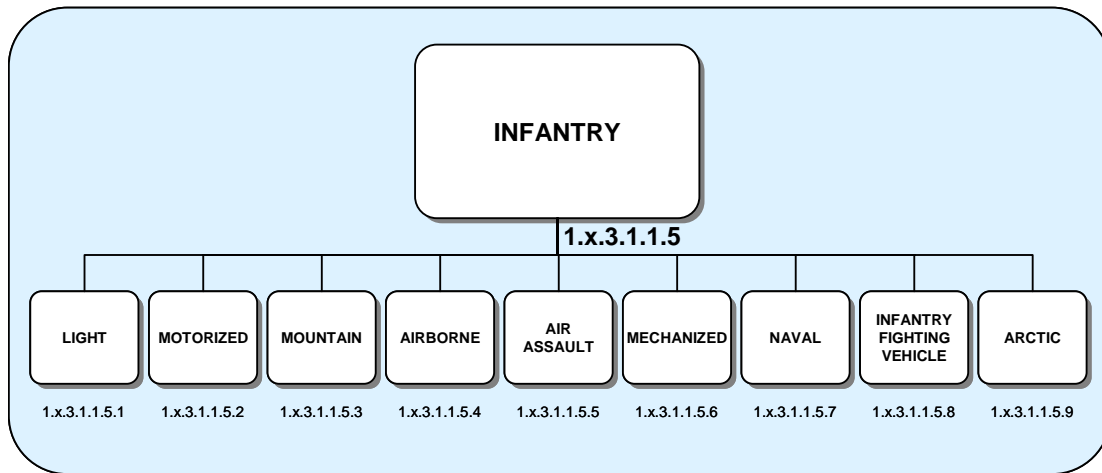 INFANTRY
1.x.3.1.1.5
LIGHT
MOTORIZED
MOUNTAIN
AIRBORNE
AIR
ASSAULT
MECHANIZED
NAVAL
INFANTRY
FIGHTING
VEHICLE
ARCTIC
1.x.3.1.1.5.1
1.x.3.1.1.5.2
1.x.3.1.1.5.3
1.x.3.1.1.5.4
1.x.3.1.1.5.5
1.x.3.1.1.5.6
1.x.3.1.1.5.7
1.x.3.1.1.5.8
1.x.3.1.1.5.9